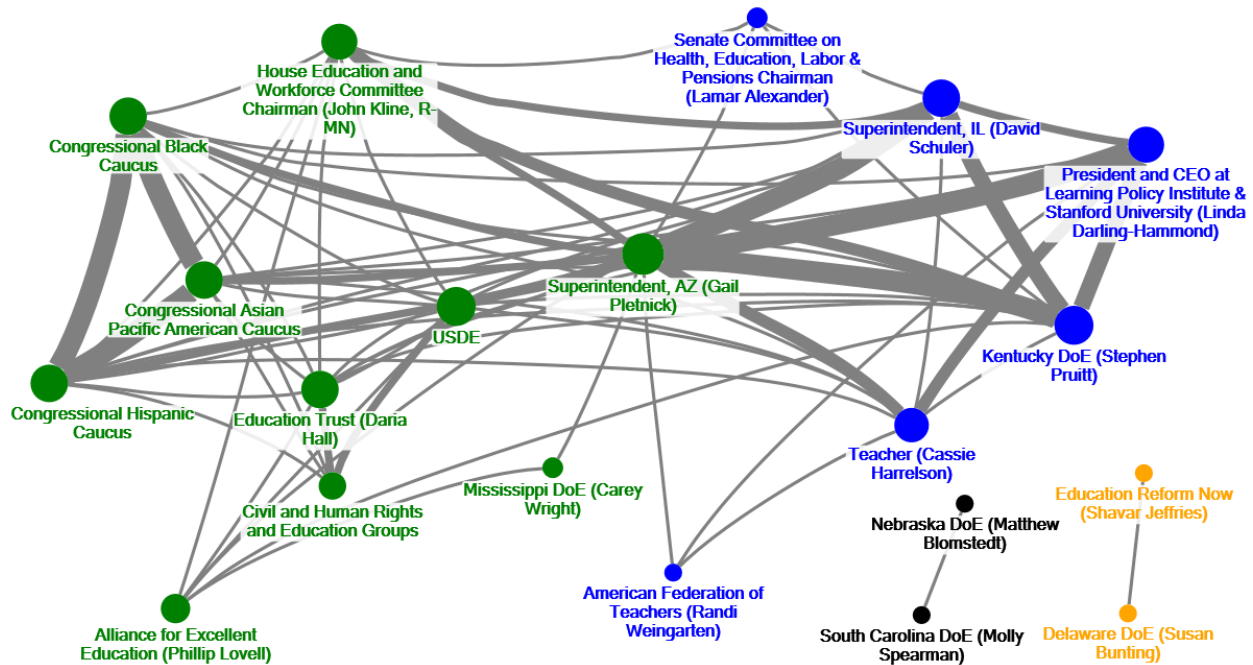 House Education and
Workforce Committee
Chairman (John Kline, R-
MN)
Senate Committee on
Health, Education, Labor &
Pensions Chairman
(Lamar Alexander)
Congressional Black
Caucus
Superintendent, IL (David
Schuler)
President and CEO at
Learning Policy Institute &
Stanford University (Linda
Darling-Hammond)
Congressional Asian
Pacific American Caucus
Superintendent, AZ (Gail
Pletnick)
USDE
Kentucky DoE (Stephen
Pruitt)
Congressional Hispanic
Caucus
Education Trust (Daria
Hall)
Teacher (Cassie
Harrelson)
Civil and Human Rights
and Education Groups
Mississippi DoE (Carey
Wright)
Nebraska DoE (Matthew
Blomstedt)
Education Reform Now
(Shavar Jeffries)
Alliance for Excellent
Education (Phillip Lovell)
American Federation of
Teachers (Randi
Weingarten)
South Carolina DoE (Molly
Spearman)
Delaware DoE (Susan
Bunting)